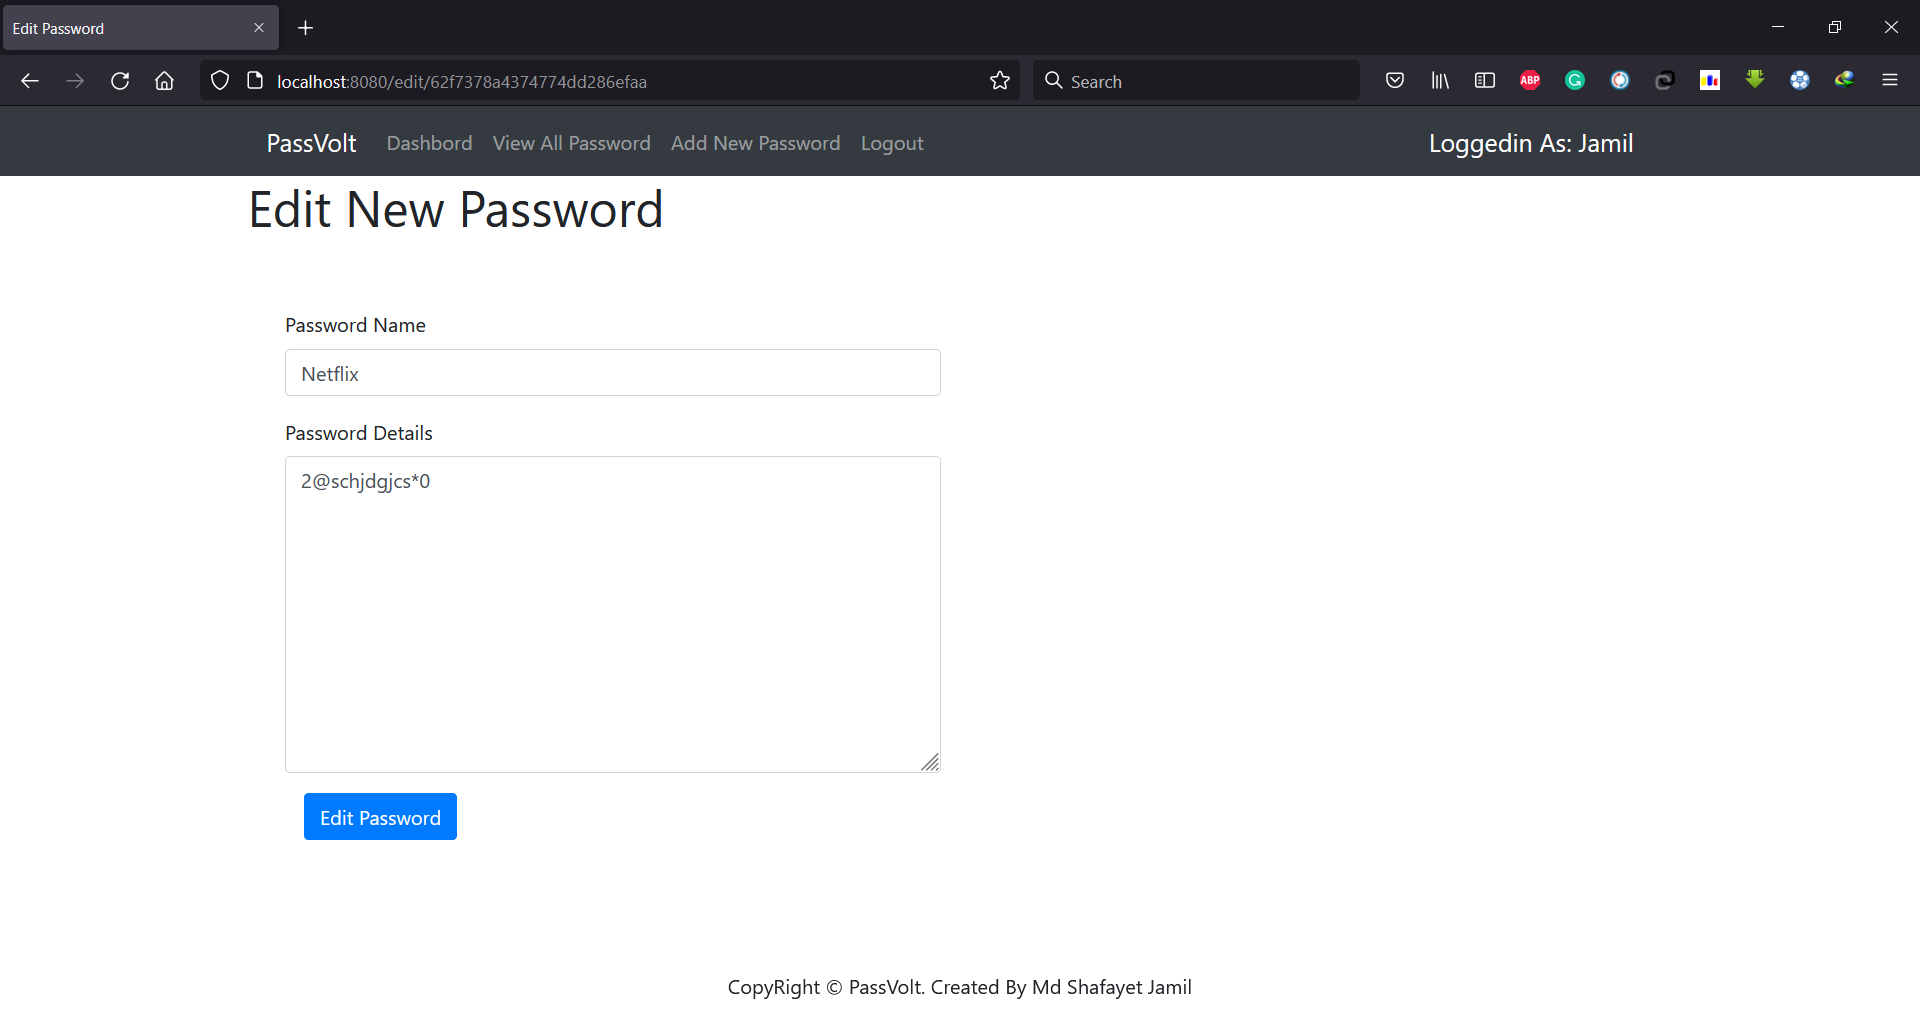 Edit Password
localhost:8080/edit/62f7378a4374774dd286efaa
Search
ABP
PassVolt Dashbord View All Password Add New Password Logout Loggedin As: Jamil
Edit New Password
Password Name
Netflix
Password Details
2@schjdgjcs*0
Edit Password
CopyRight © PassVolt. Created By Md Shafayet Jamil